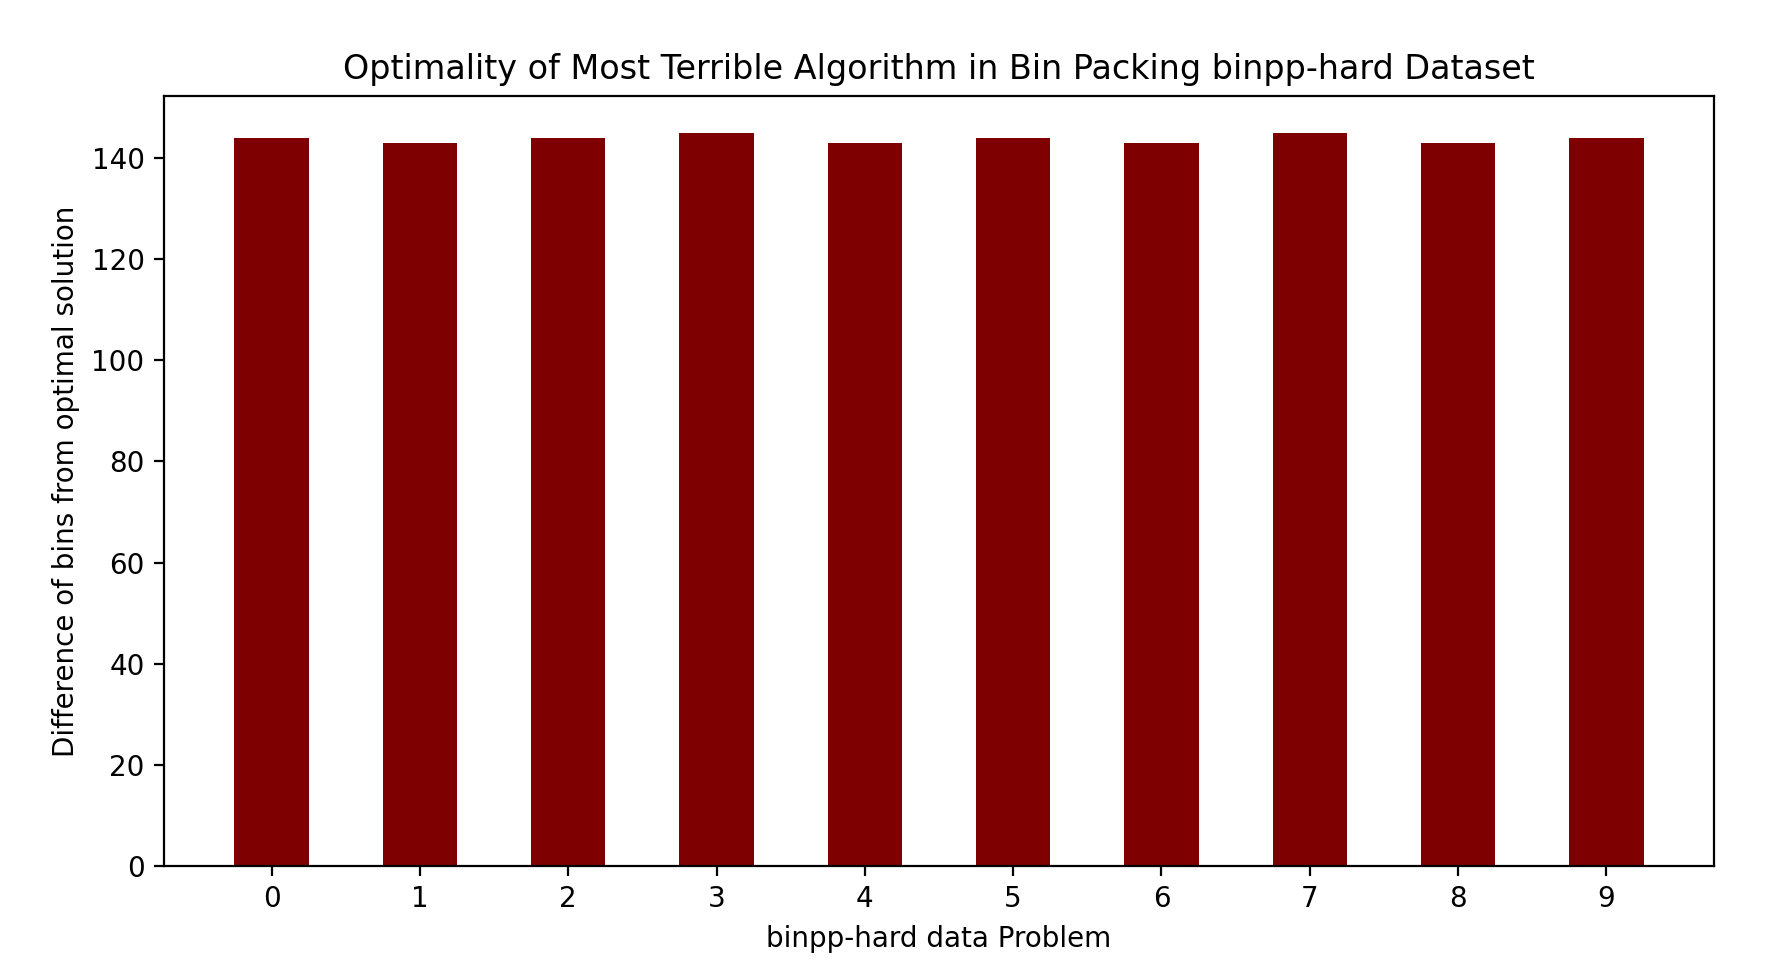 Optimality of Most Terrible Algorithm in Bin Packing binpp-hard Dataset
Difference of bins from optimal solution
140
120
100
80
60
40
20
0
0 1 2 3 4 5 6 7 8 9
binpp-hard data Problem